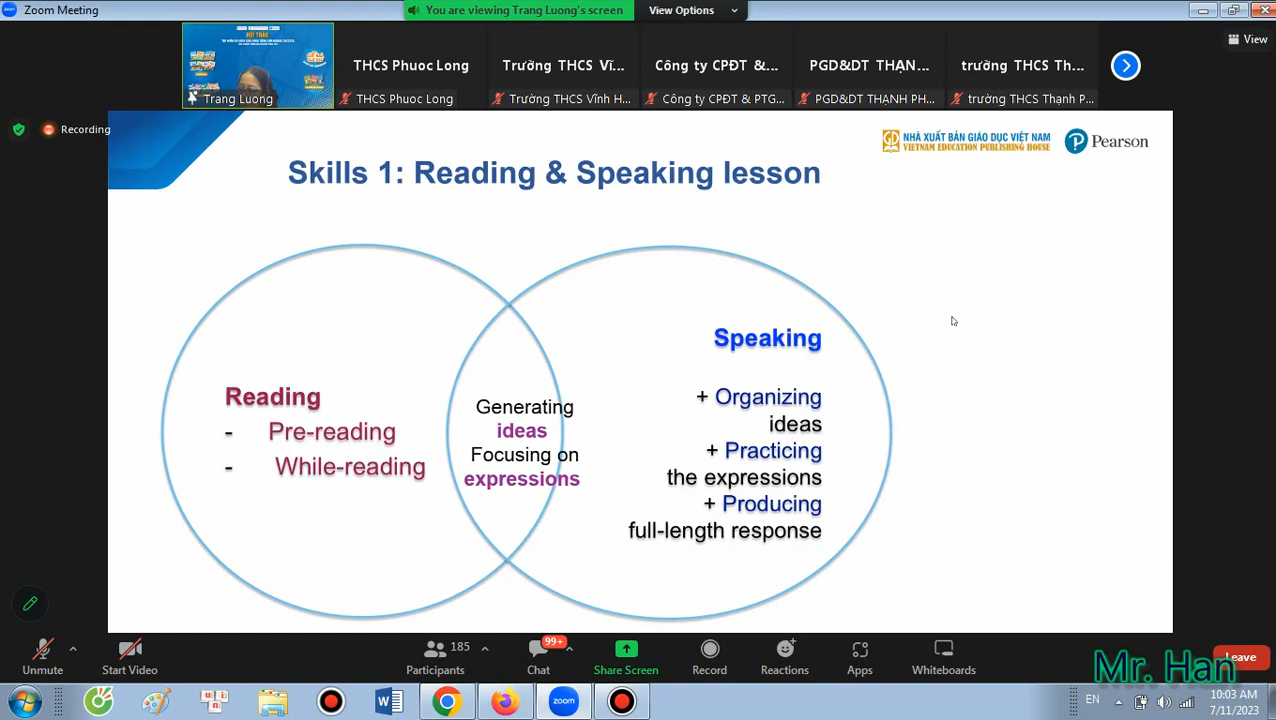 Zoom Meeting
You are viewing Trang Luong's screen
View Options
View
HỘI THẢO
Trang Luong
THCS Phuoc Long
THCS Phuoc Long
Trường THCS Vĩ...
Trường THCS Vĩnh H...
Công ty CPĐT &...
Công ty CPĐT & PTG...
PGD&DT THẠN...
PGD&DT THẠNH PH...
trường THCS Th...
trường THCS Thạnh P...
Recording
NHÀ XUẤT BẢN GIÁO DỤC VIỆT NAM
VIETNAM EDUCATION PUBLISHING HOUSE
Pearson
Skills 1: Reading & Speaking lesson
Reading
- Pre-reading
- While-reading
Generating
ideas
Focusing on
expressions
Speaking
+ Organizing
ideas
+ Practicing
the expressions
+ Producing
full-length response
Unmute
Start Video
185
Participants
99+
Chat
Share Screen
Record
Reactions
Apps
Whiteboards
Leave
Mr. Han
EN
10:03 AM
7/11/2023